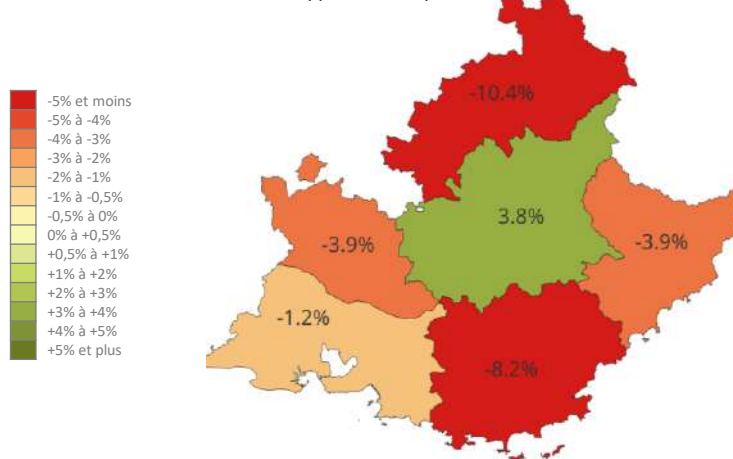 -5% et moins
-5% à -4%
-4% à -3%
-3% à -2%
-2% à -1%
-1% à -0,5%
-0,5% à 0%
0% à +0,5%
+0,5% à +1%
+1% à +2%
+2% à +3%
+3% à +4%
+4% à +5%
+5% et plus
-10.4%
3.8%
-3.9%
-3.9%
-1.2%
-8.2%